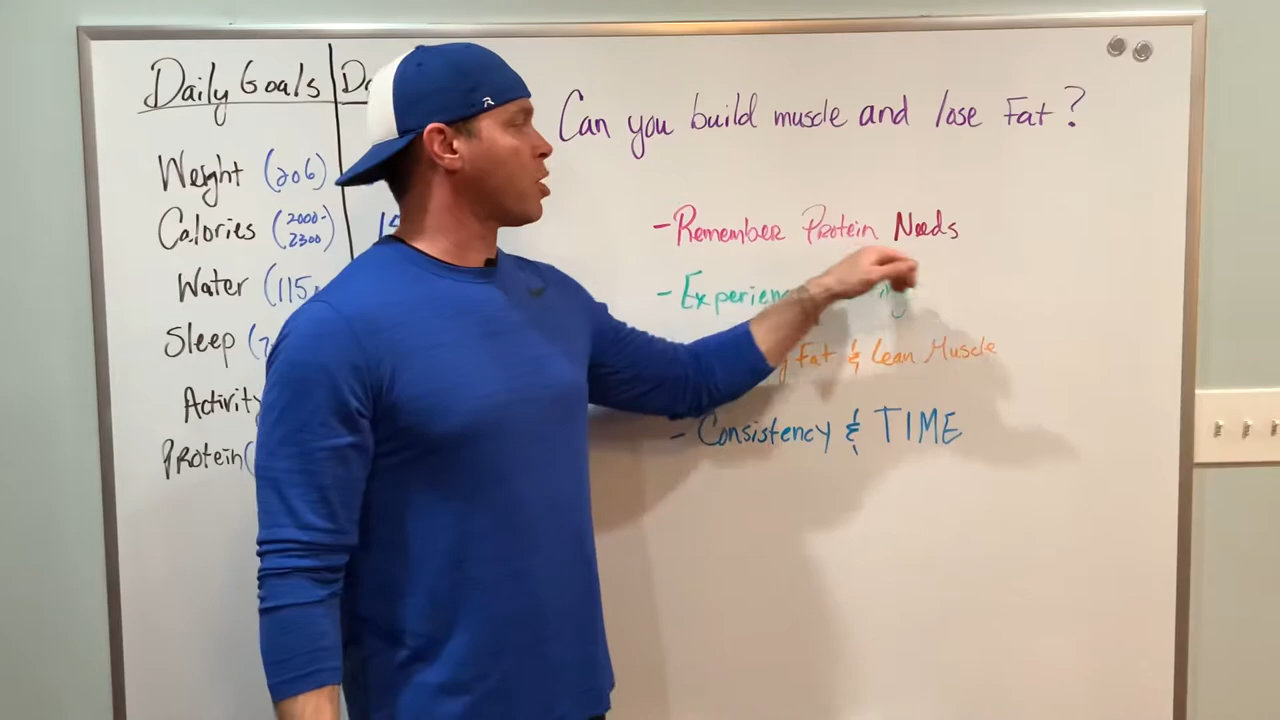 Daily Goals
Weight (206)
Calories (2000-
2300)
Water (115
Sleep
Activity
Protein
Can you build muscle and lose Fat?
- Remember Protein Needs
- Experien
Fat & Lean Muscle
- Consistency & TIME